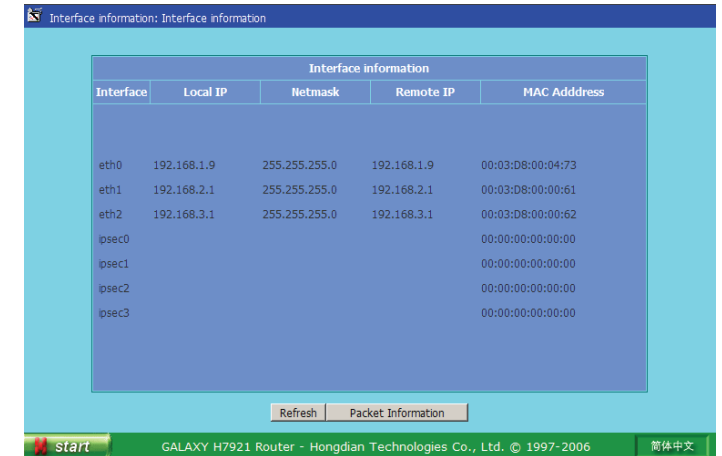 Interface information: Interface information
Interface information
Interface Local IP Netmask Remote IP MAC Adddress
eth0 192.168.1.9 255.255.255.0 192.168.1.9 00:03:D8:00:04:73
eth1 192.168.2.1 255.255.255.0 192.168.2.1 00:03:D8:00:00:61
eth2 192.168.3.1 255.255.255.0 192.168.3.1 00:03:D8:00:00:62
ipsec0 00:00:00:00:00:00
ipsec1 00:00:00:00:00:00
ipsec2 00:00:00:00:00:00
ipsec3 00:00:00:00:00:00
Refresh Packet Information
start GALAXY H7921 Router - Hongdian Technologies Co., Ltd. © 1997-2006 简体中文